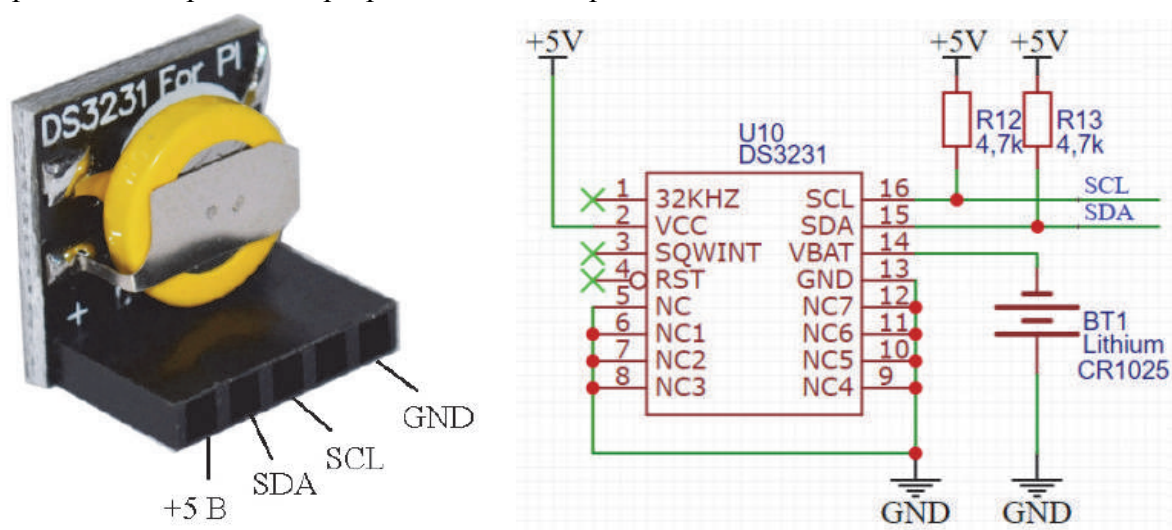 DS3231 For PI
+
+5 В
SDA
SCL
GND
+5V
+5V
+5V
R12
4,7k
R13
4,7k
U10
DS3231
1 32KHZ SCL 16
2 VCC SDA 15
3 SQWINT VBAT 14
4 RST GND 13
5 NC NC7 12
6 NC1 NC6 11
7 NC2 NC5 10
8 NC3 NC4 9
SCL
SDA
BT1
Lithium
CR1025
GND
GND